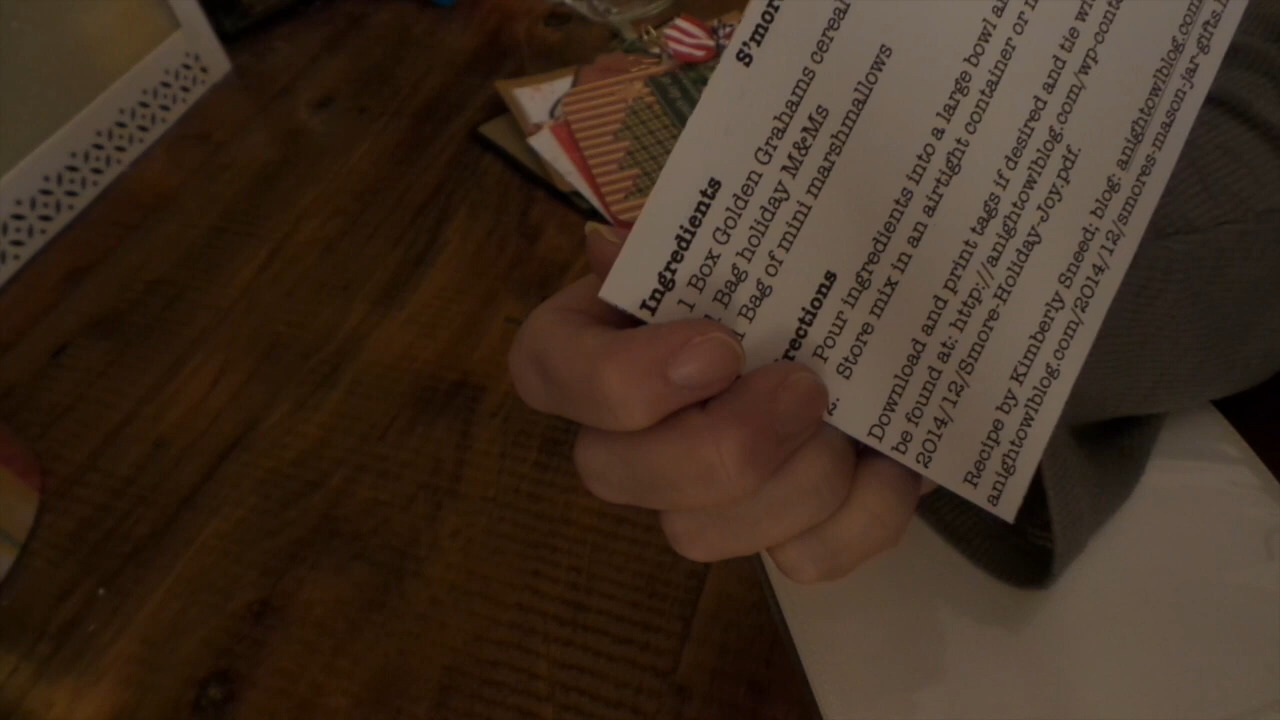 S'mor
Ingredients
1 Box Golden Grahams cereal
1 Bag holiday M&Ms
1 Bag of mini marshmallows
rections
Pour ingredients into a large bowl
2. Store mix in an airtight container or
Download and print tags if desired and tie
be found at: http://anightowlblog.com/wp-cont
2014/12/Smore-Holiday-Joy.pdf.
Recipe by Kimberly Sneed; blog: anightowlblog.com
anightowlblog.com/2014/12/smores-mason-jar-gifts.